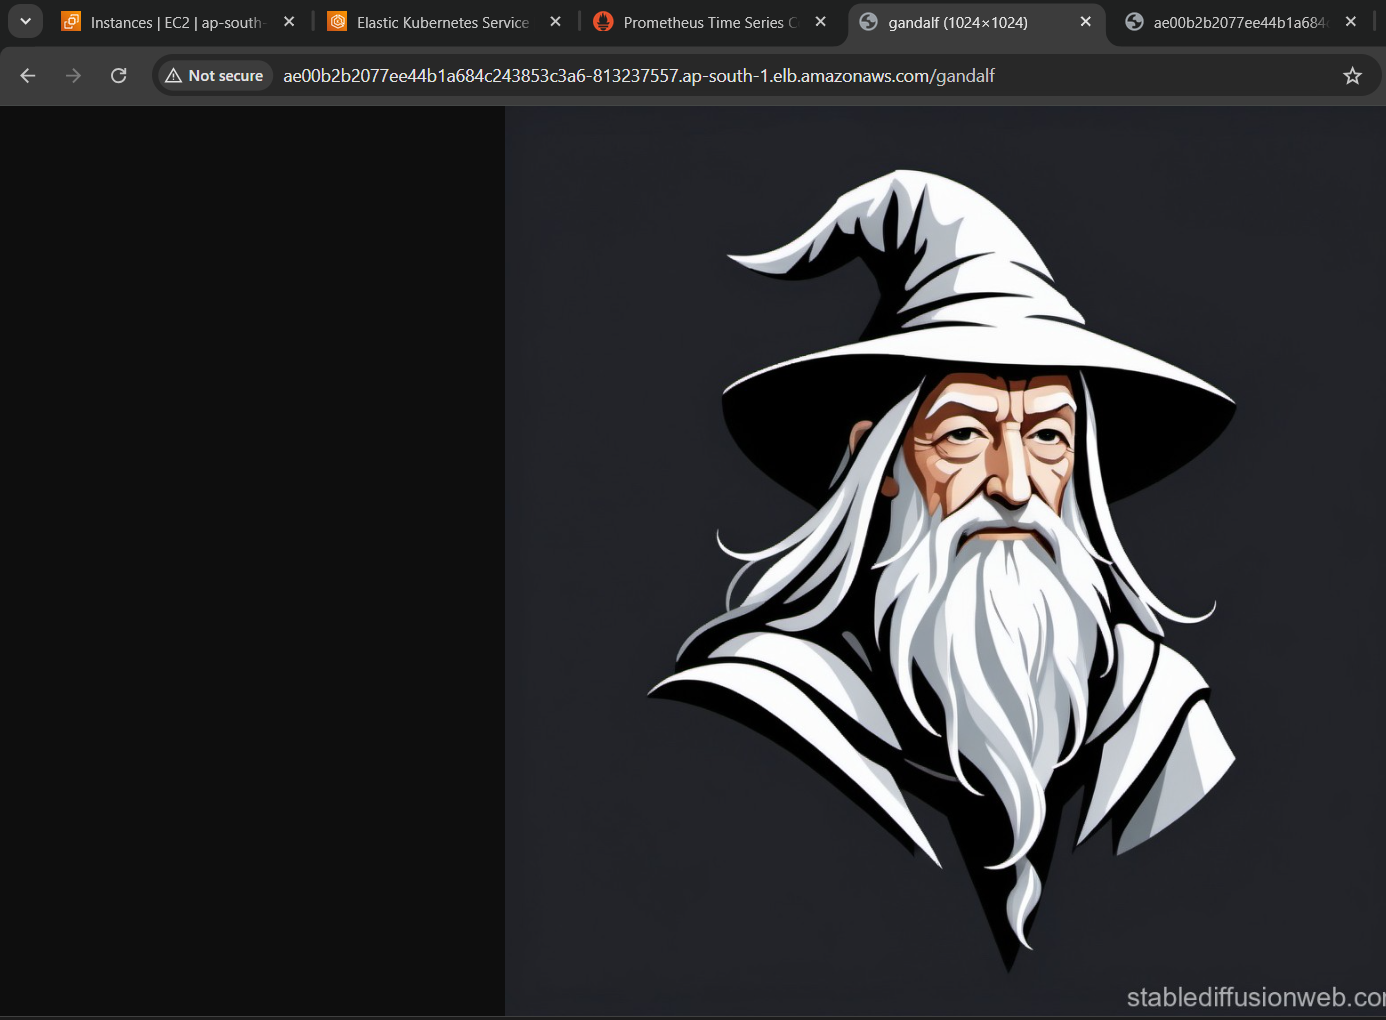 Instances | EC2 | ap-south-
Elastic Kubernetes Service
Prometheus Time Series C
gandalf (1024×1024)
ae00b2b2077ee44b1a684
Not secure
ae00b2b2077ee44b1a684c243853c3a6-813237557.ap-south-1.elb.amazonaws.com/gandalf
stablediffusionweb.co